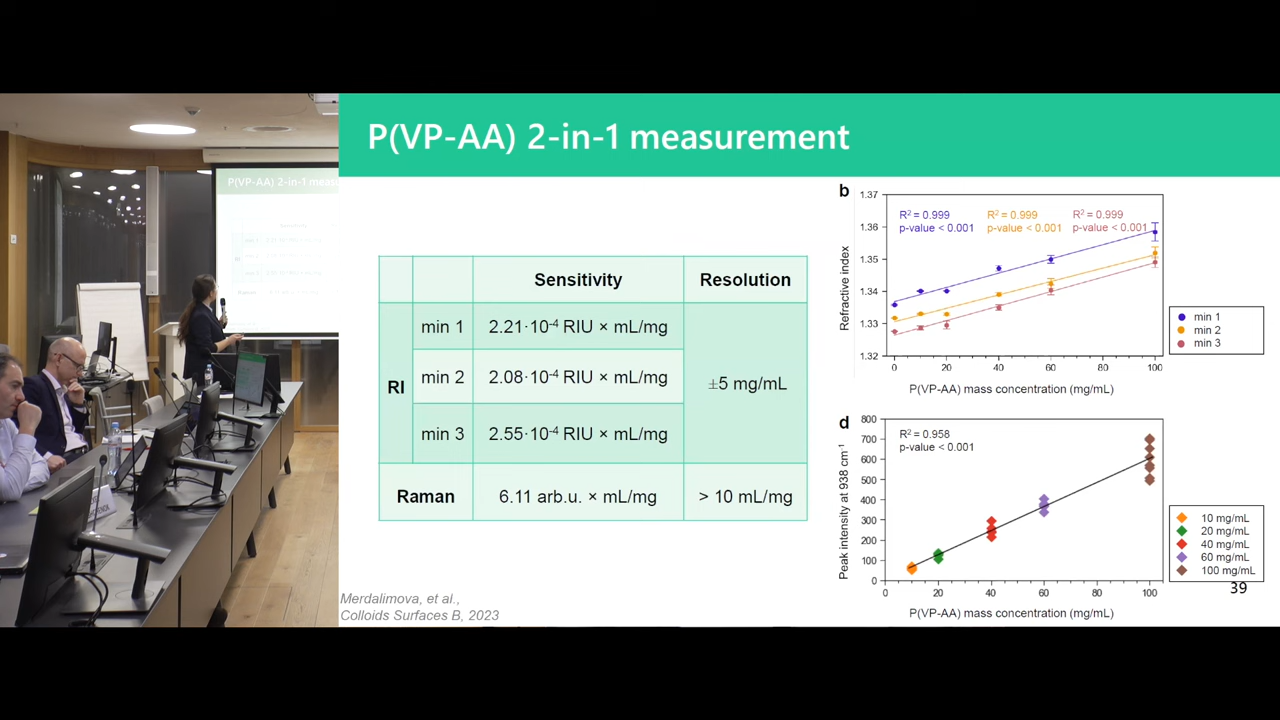 P(VP-AA) 2-in-1 measurement
Sensitivity
Resolution
RI
min 1
2.21·10⁻⁴ RIU × mL/mg
min 2
2.08·10⁻⁴ RIU × mL/mg
min 3
2.55·10⁻⁴ RIU × mL/mg
±5 mg/mL
Raman
6.11 arb.u. × mL/mg
> 10 mL/mg
b
1.37
1.36
1.35
1.34
1.33
1.32
Refractive index
R² = 0.999
p-value < 0.001
R² = 0.999
p-value < 0.001
R² = 0.999
p-value < 0.001
0 20 40 60 80 100
P(VP-AA) mass concentration (mg/mL)
min 1
min 2
min 3
d
800
700
600
500
400
300
200
100
0
Peak intensity at 938 cm⁻¹
R² = 0.958
p-value < 0.001
0 20 40 60 80 100
P(VP-AA) mass concentration (mg/mL)
10 mg/mL
20 mg/mL
40 mg/mL
60 mg/mL
100 mg/mL
39
Merdalimova, et al.,
Colloids Surfaces B, 2023
P(VP-AA) 2-in-1